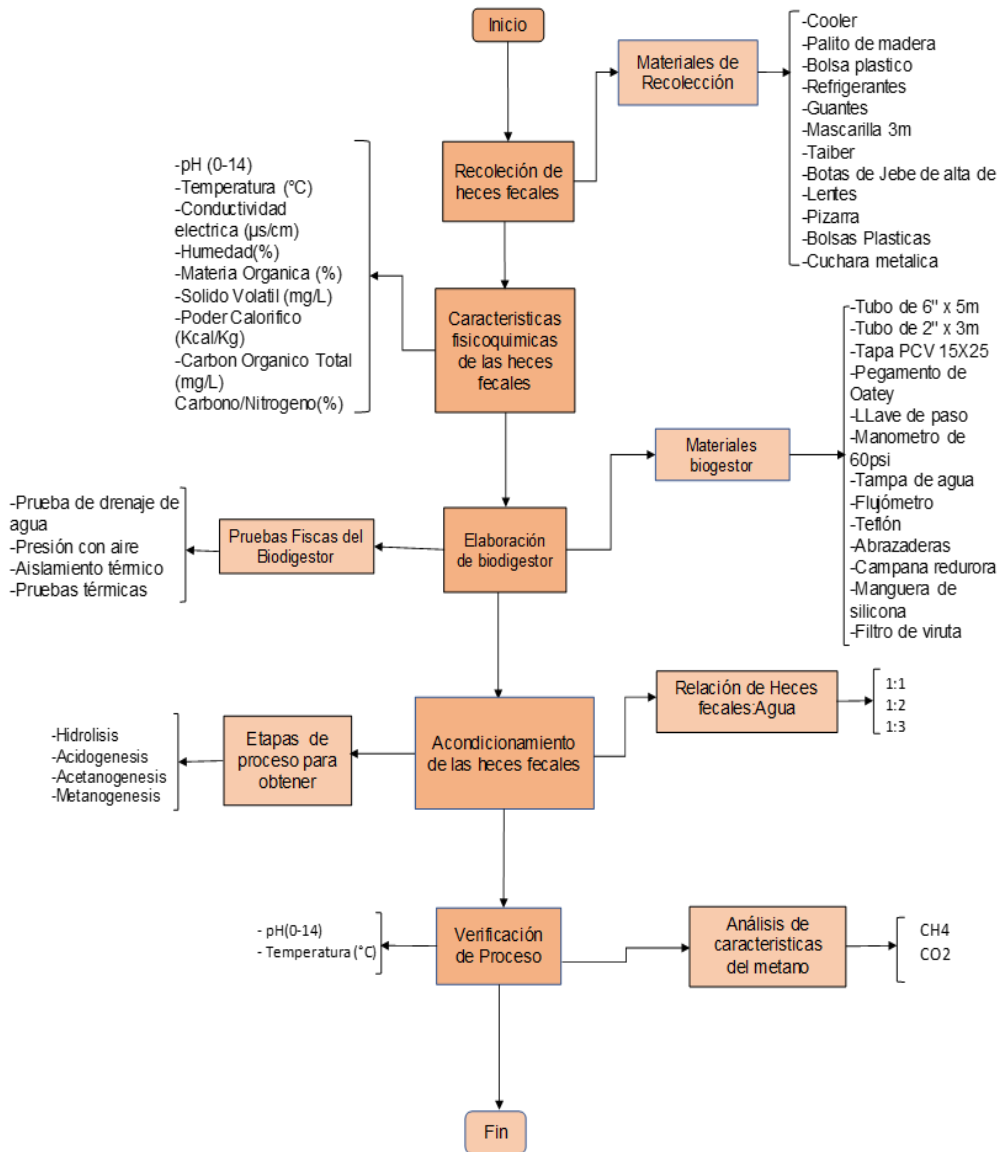 Inicio
Materiales de
Recolección
-Cooler
-Palito de madera
-Bolsa plastico
-Refrigerantes
-Guantes
-Mascarilla 3m
-Taiber
-Botas de Jebe de alta de
-Lentes
-Pizarra
-Bolsas Plasticas
-Cuchara metalica
Recoleción de
heces fecales
-pH (0-14)
-Temperatura (°C)
-Conductividad
electrica (µs/cm)
-Humedad(%)
-Materia Organica (%)
-Solido Volatil (mg/L)
-Poder Calorifico
(Kcal/Kg)
-Carbon Organico Total
(mg/L)
Carbono/Nitrogeno(%)
Caracteristicas
fisicoquimicas
de las heces
fecales
-Tubo de 6" x 5m
-Tubo de 2" x 3m
-Tapa PCV 15X25
-Pegamento de
Oatey
-LLave de paso
-Manometro de
60psi
-Tampa de agua
-Flujómetro
-Teflón
-Abrazaderas
-Campana redurora
-Manguera de
silicona
-Filtro de viruta
Materiales
biogestor
Elaboración
de biodigestor
Pruebas Fiscas del
Biodigestor
-Prueba de drenaje de
agua
-Presión con aire
-Aislamiento térmico
-Pruebas térmicas
Relación de Heces
fecales:Agua
1:1
1:2
1:3
Acondicionamiento
de las heces fecales
Etapas de
proceso para
obtener
-Hidrolisis
-Acidogenesis
-Acetanogenesis
-Metanogenesis
Verificación
de Proceso
- pH(0-14)
- Temperatura (°C)
Análisis de
caracteristicas
del metano
CH4
CO2
Fin